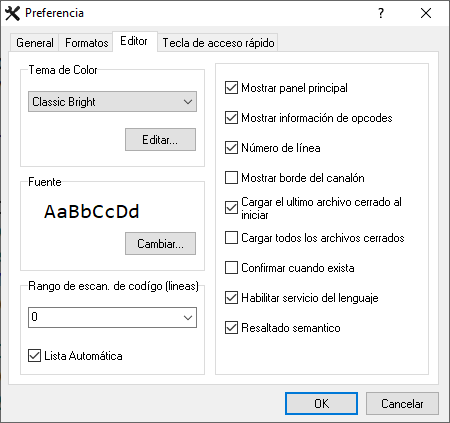 Preferencia
General Formatos Editor Tecla de acceso rápido
Tema de Color
Classic Bright
Editar...
Fuente
AaBbCcDd
Cambiar...
Rango de escan. de codígo (lineas)
0
Lista Automática
Mostrar panel principal
Mostrar información de opcodes
Número de línea
Mostrar borde del canalón
Cargar el ultimo archivo cerrado al
iniciar
Cargar todos los archivos cerrados
Confirmar cuando exista
Habilitar servicio del lenguaje
Resaltado semantico
OK Cancelar